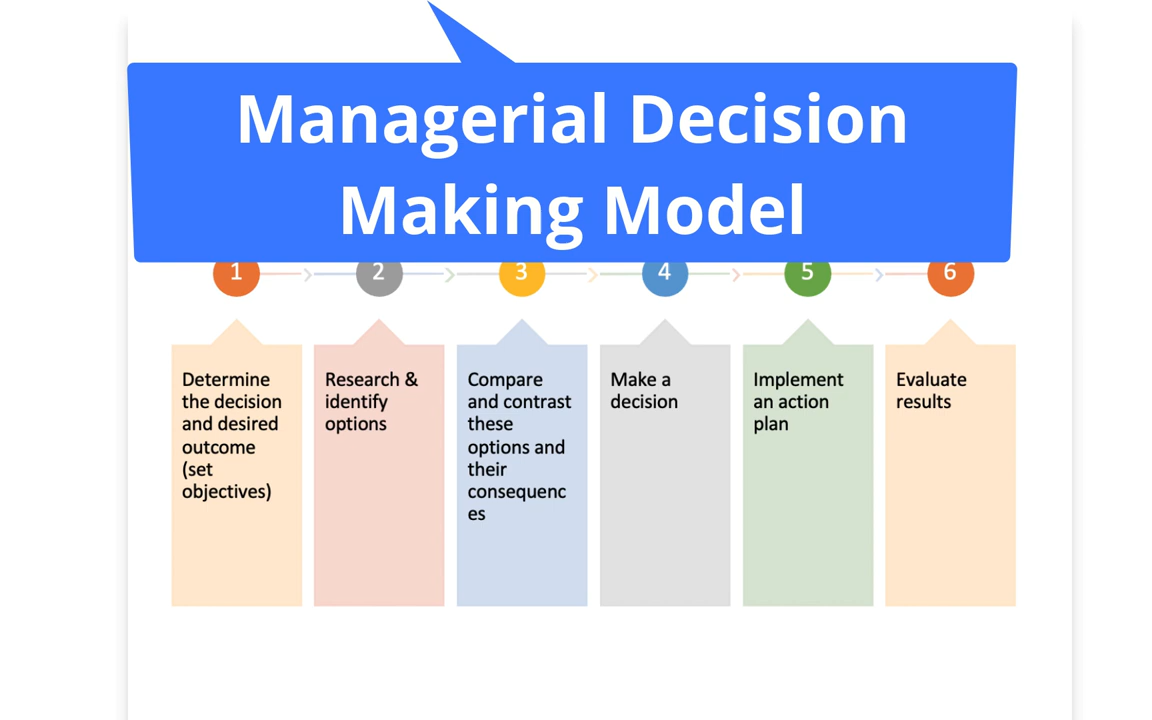 Managerial Decision
Making Model
1 2 3 4 5 6
Determine
the decision
and desired
outcome
(set
objectives)
Research &
identify
options
Compare
and contrast
these
options and
their
consequenc
es
Make a
decision
Implement
an action
plan
Evaluate
results